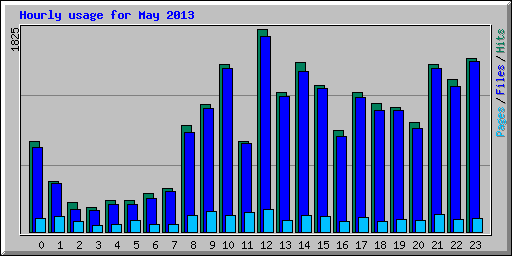 Hourly usage for May 2013
1825
Pages / Files / Hits
0 1 2 3 4 5 6 7 8 9 10 11 12 13 14 15 16 17 18 19 20 21 22 23